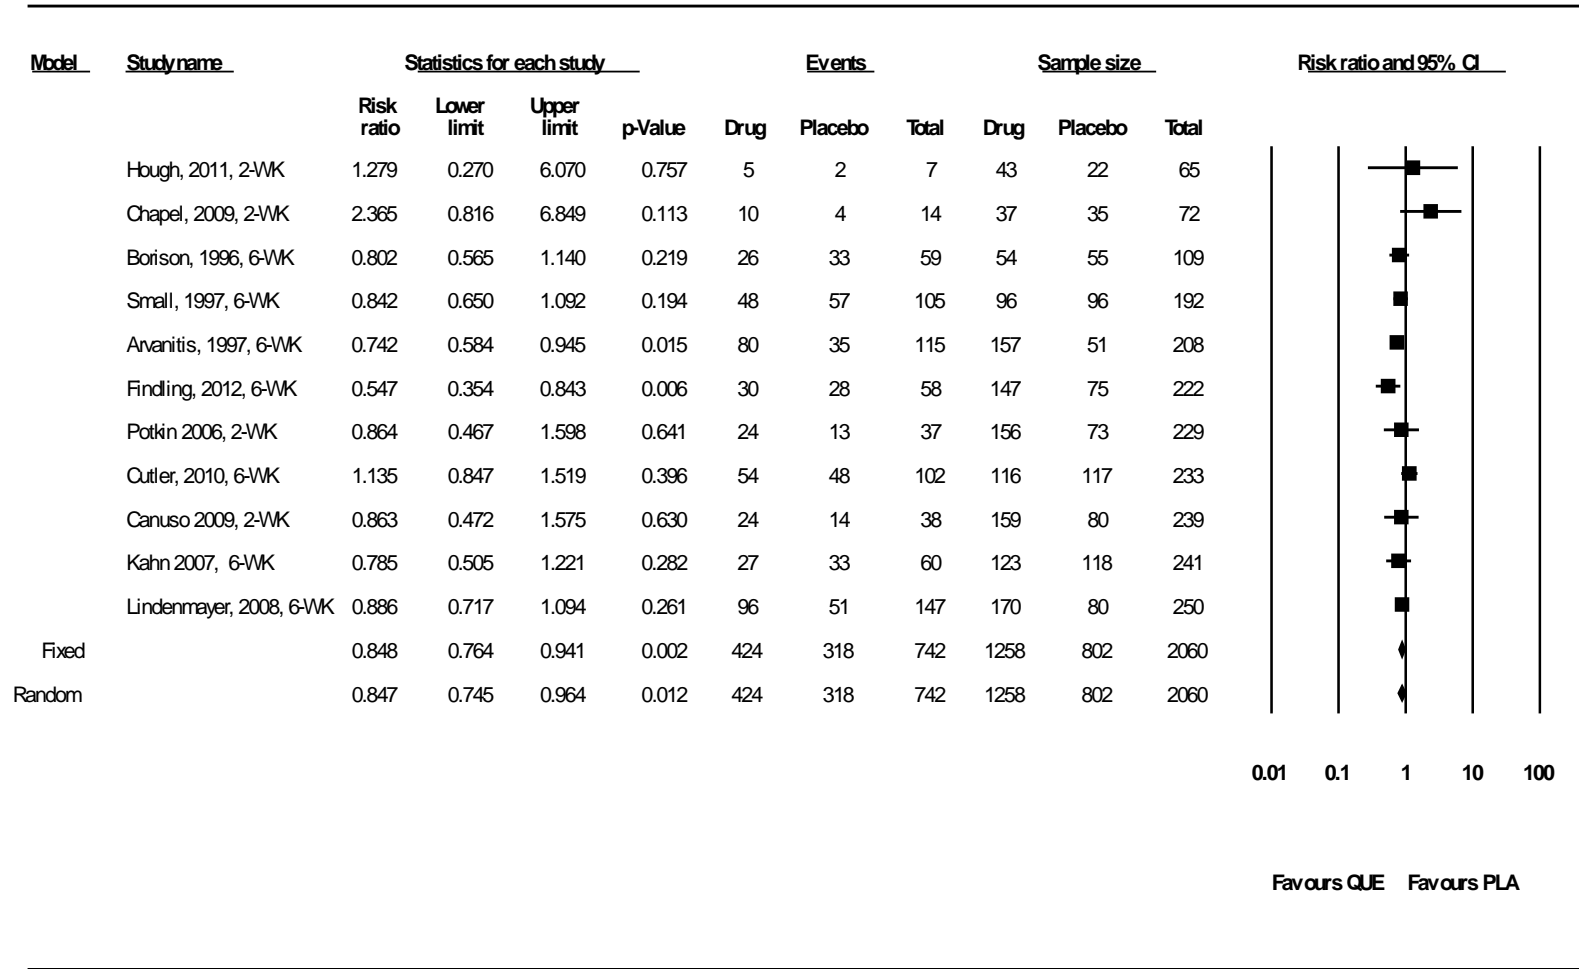 Model Study name Statistics for each study Events Sample size Risk ratio and 95% CI
Risk ratio Lower limit Upper limit p-Value Drug Placebo Total Drug Placebo Total
Hough, 2011, 2-WK 1.279 0.270 6.070 0.757 5 2 7 43 22 65
Chapel, 2009, 2-WK 2.365 0.816 6.849 0.113 10 4 14 37 35 72
Borison, 1996, 6-WK 0.802 0.565 1.140 0.219 26 33 59 54 55 109
Small, 1997, 6-WK 0.842 0.650 1.092 0.194 48 57 105 96 96 192
Arvanitis, 1997, 6-WK 0.742 0.584 0.945 0.015 80 35 115 157 51 208
Findling, 2012, 6-WK 0.547 0.354 0.843 0.006 30 28 58 147 75 222
Potkin 2006, 2-WK 0.864 0.467 1.598 0.641 24 13 37 156 73 229
Cutler, 2010, 6-WK 1.135 0.847 1.519 0.396 54 48 102 116 117 233
Canuso 2009, 2-WK 0.863 0.472 1.575 0.630 24 14 38 159 80 239
Kahn 2007, 6-WK 0.785 0.505 1.221 0.282 27 33 60 123 118 241
Lindenmayer, 2008, 6-WK 0.886 0.717 1.094 0.261 96 51 147 170 80 250
Fixed 0.848 0.764 0.941 0.002 424 318 742 1258 802 2060
Random 0.847 0.745 0.964 0.012 424 318 742 1258 802 2060
0.01 0.1 1 10 100
Favours QUE Favours PLA